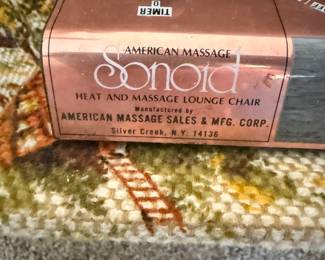 TIMER
0
AMERICAN MASSAGE
Sonoid
HEAT AND MASSAGE LOUNGE CHAIR
Manufactured by
AMERICAN MASSAGE SALES & MFG. CORP.
Silver Creek, N.Y. 14136